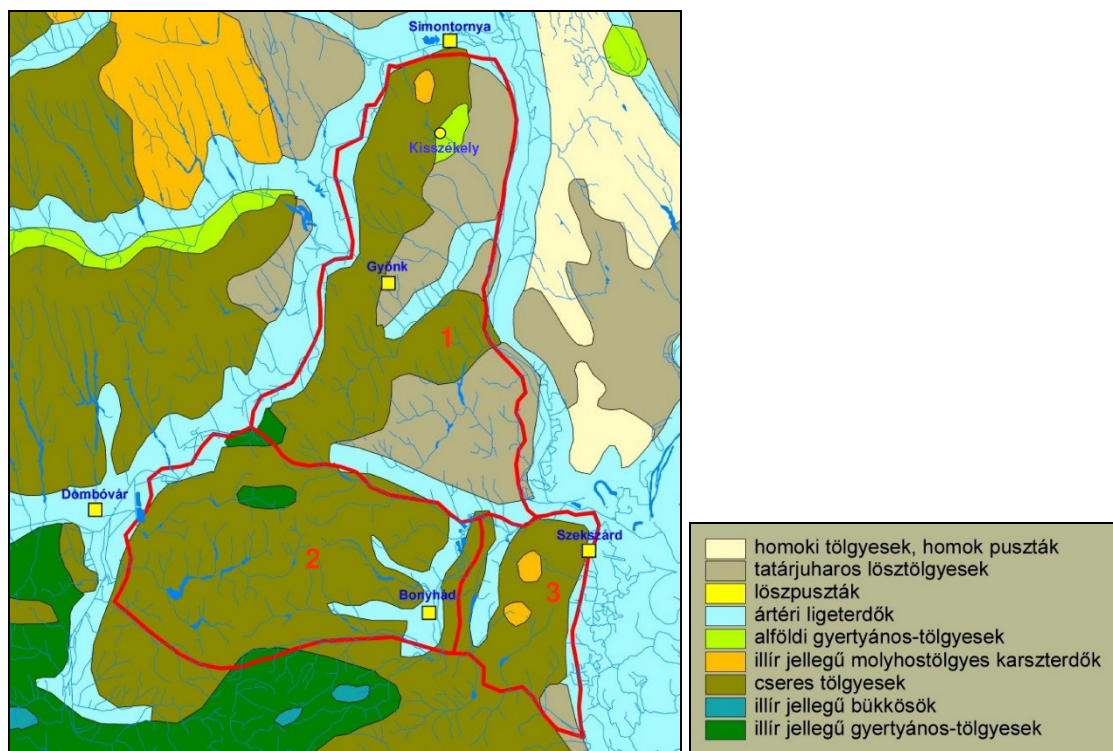 Simontornya
Kisszékely
Gyönk
1
Dombóvár
Szekszárd
2
3
Bonyhád
homoki tölgyesek, homok puszták
tatárjuharos lösztölgyesek
löszpuszták
ártéri ligeterdők
alföldi gyertyános-tölgyesek
illír jellegű molyhostölgyes karszterdők
cseres tölgyesek
illír jellegű bükkösök
illír jellegű gyertyános-tölgyesek